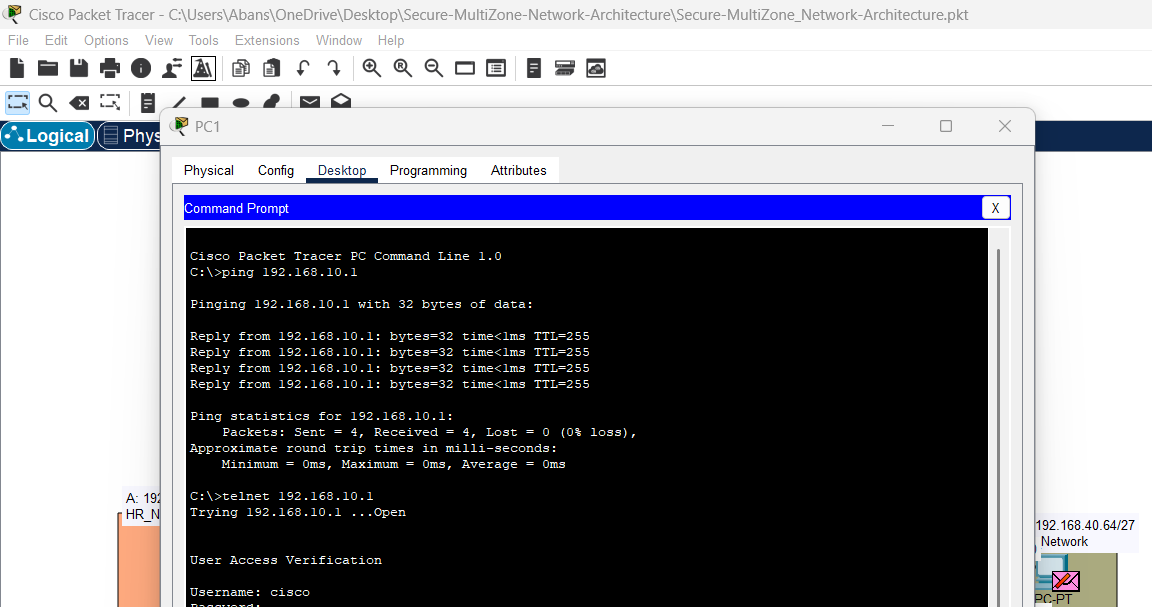 Cisco Packet Tracer - C:\Users\Abans\OneDrive\Desktop\Secure-MultiZone-Network-Architecture\Secure-MultiZone_Network-Architecture.pkt
File Edit Options View Tools Extensions Window Help
Logical Phys
PC1
Physical Config Desktop Programming Attributes
Command Prompt X
Cisco Packet Tracer PC Command Line 1.0
C:\>ping 192.168.10.1
Pinging 192.168.10.1 with 32 bytes of data:
Reply from 192.168.10.1: bytes=32 time<1ms TTL=255
Reply from 192.168.10.1: bytes=32 time<1ms TTL=255
Reply from 192.168.10.1: bytes=32 time<1ms TTL=255
Reply from 192.168.10.1: bytes=32 time<1ms TTL=255
Ping statistics for 192.168.10.1:
Packets: Sent = 4, Received = 4, Lost = 0 (0% loss),
Approximate round trip times in milli-seconds:
Minimum = 0ms, Maximum = 0ms, Average = 0ms
C:\>telnet 192.168.10.1
Trying 192.168.10.1 ...Open
User Access Verification
Username: cisco
Password:
A: 192
HR_N
192.168.40.64/27
Network
PC-PT